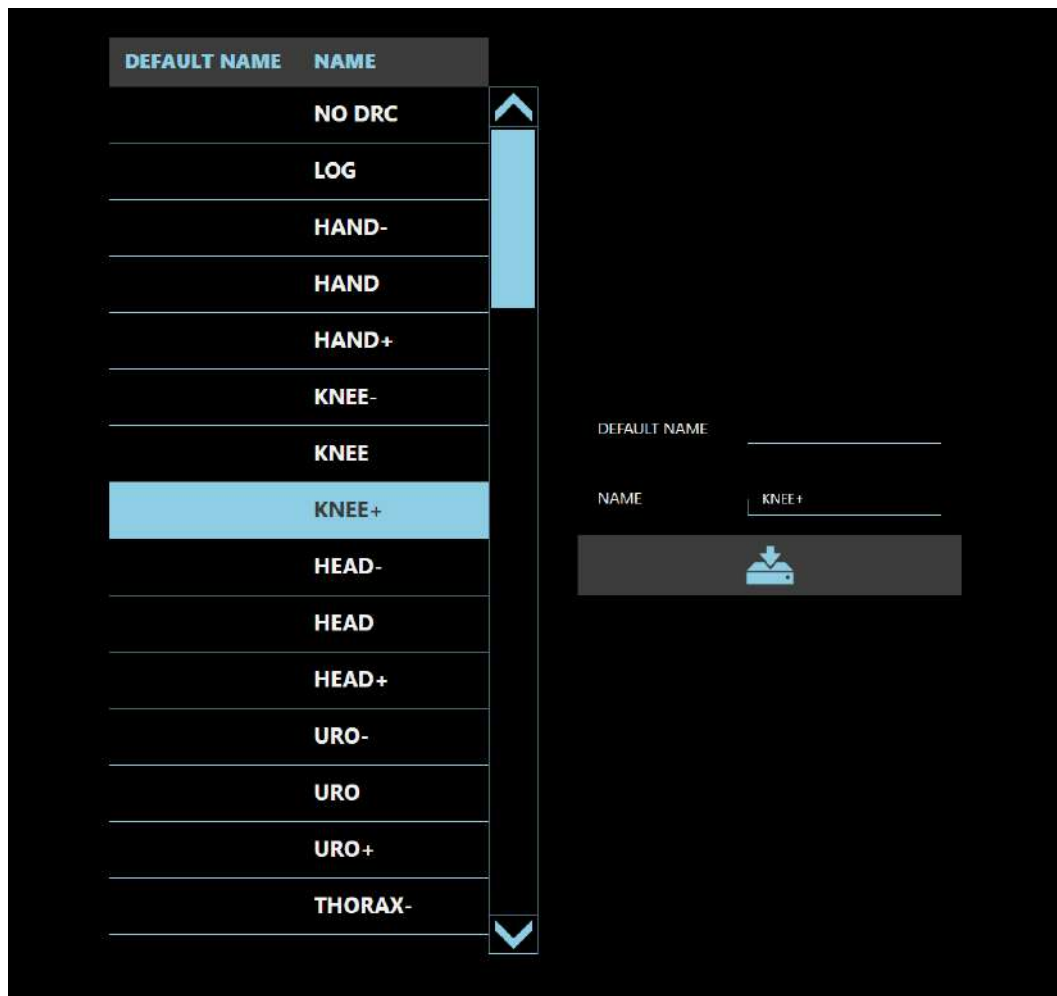 DEFAULT NAME NAME
NO DRC
LOG
HAND-
HAND
HAND+
KNEE-
KNEE
KNEE+
HEAD-
HEAD
HEAD+
URO-
URO
URO+
THORAX-
DEFAULT NAME
NAME KNEE+